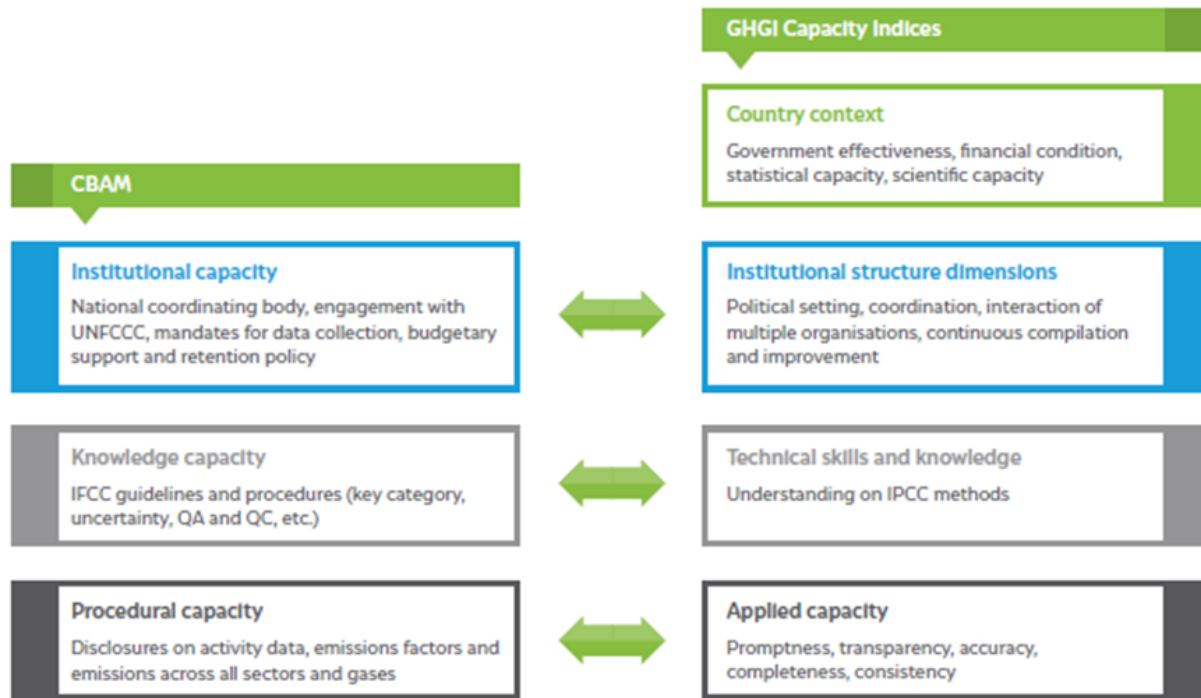 GHGI Capacity Indices
Country context
Government effectiveness, financial condition,
statistical capacity, scientific capacity
CBAM
Institutional capacity
National coordinating body, engagement with
UNFCCC, mandates for data collection, budgetary
support and retention policy
Institutional structure dimensions
Political setting, coordination, interaction of
multiple organisations, continuous compilation
and improvement
Knowledge capacity
IFCC guidelines and procedures (key category,
uncertainty, QA and QC, etc.)
Technical skills and knowledge
Understanding on IPCC methods
Procedural capacity
Disclosures on activity data, emissions factors and
emissions across all sectors and gases
Applied capacity
Promptness, transparency, accuracy,
completeness, consistency